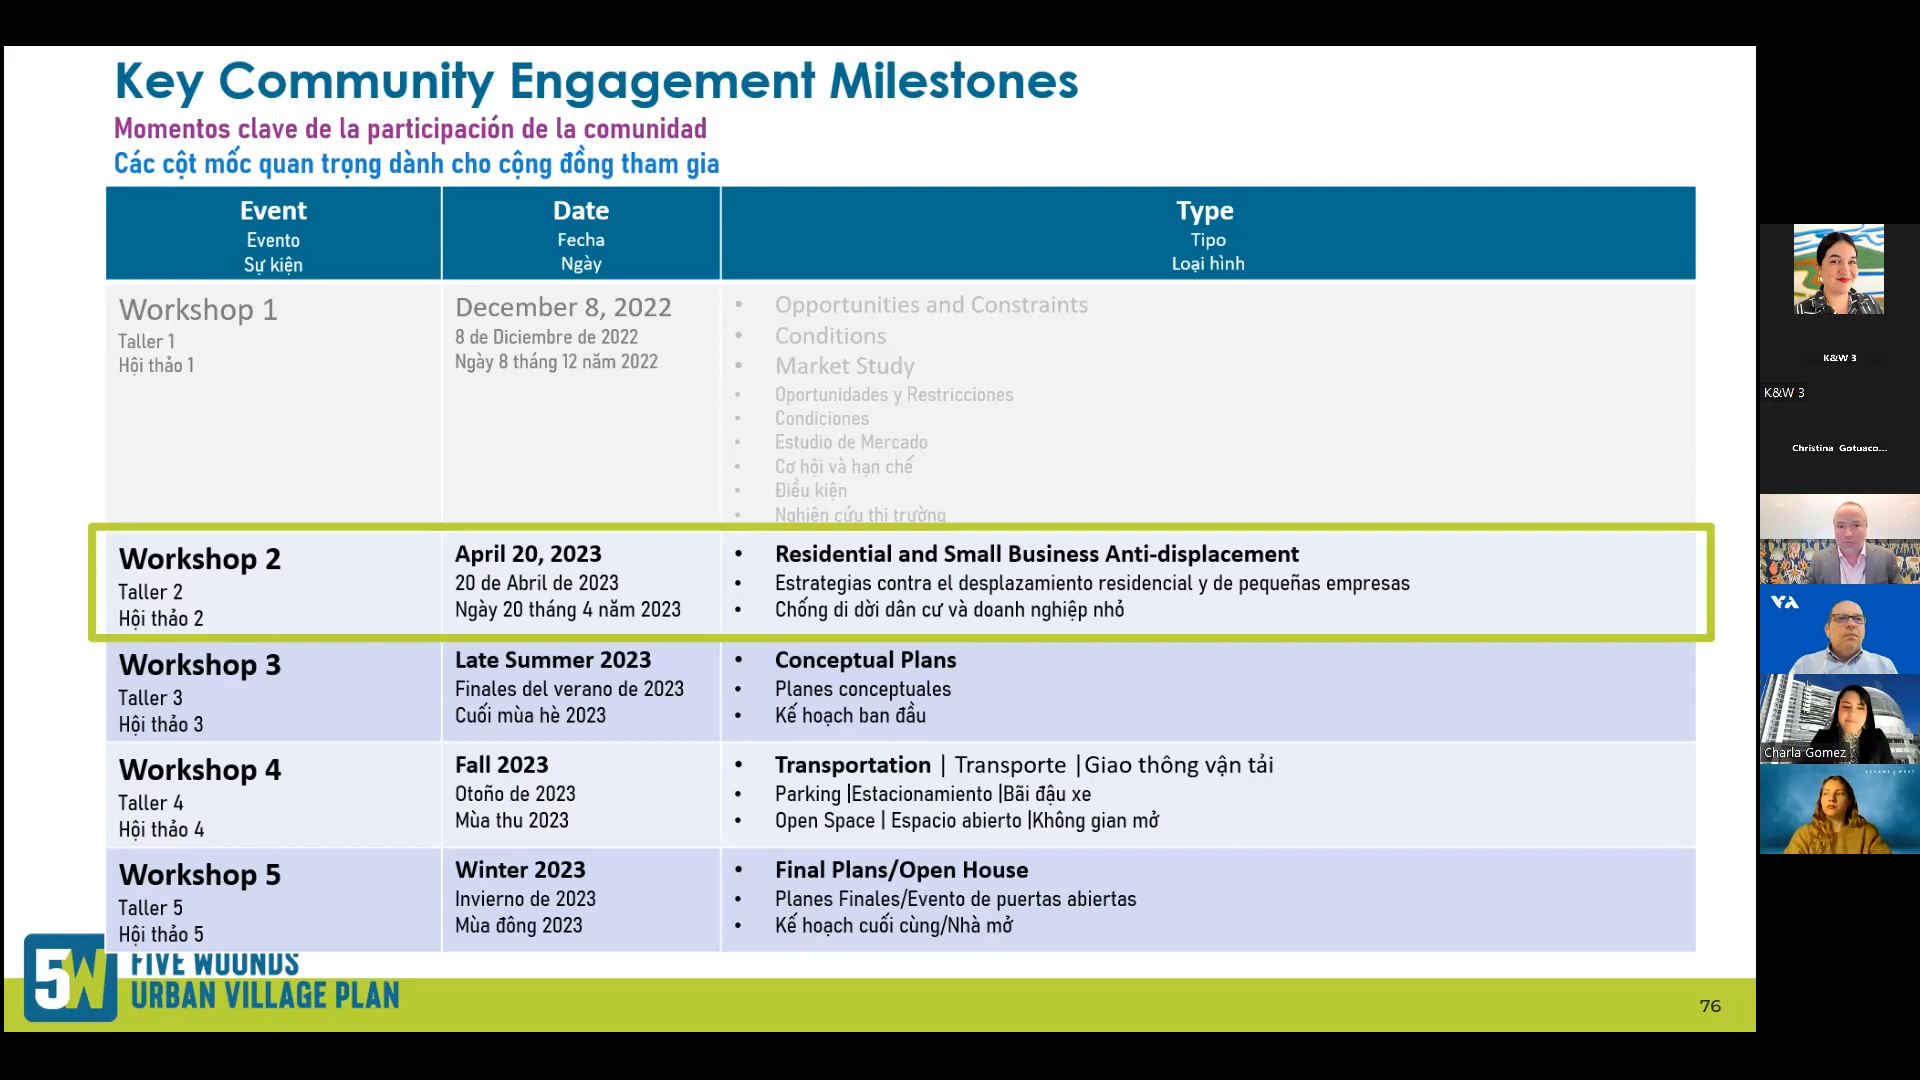 Key Community Engagement Milestones
Momentos clave de la participación de la comunidad
Các cột mốc quan trọng dành cho cộng đồng tham gia
Event
Evento
Sự kiện
Date
Fecha
Ngày
Type
Tipo
Loại hình
Workshop 1
Taller 1
Hội thảo 1
December 8, 2022
8 de Diciembre de 2022
Ngày 8 tháng 12 năm 2022
• Opportunities and Constraints
• Conditions
• Market Study
• Oportunidades y Restricciones
• Condiciones
• Estudio de Mercado
• Cơ hội và hạn chế
• Điều kiện
• Nghiên cứu thị trường
Workshop 2
Taller 2
Hội thảo 2
April 20, 2023
20 de Abril de 2023
Ngày 20 tháng 4 năm 2023
• Residential and Small Business Anti-displacement
• Estrategias contra el desplazamiento residencial y de pequeñas empresas
• Chống di dời dân cư và doanh nghiệp nhỏ
Workshop 3
Taller 3
Hội thảo 3
Late Summer 2023
Finales del verano de 2023
Cuối mùa hè 2023
• Conceptual Plans
• Planes conceptuales
• Kế hoạch ban đầu
Workshop 4
Taller 4
Hội thảo 4
Fall 2023
Otoño de 2023
Mùa thu 2023
• Transportation | Transporte |Giao thông vận tải
• Parking |Estacionamiento |Bãi đậu xe
• Open Space | Espacio abierto |Không gian mở
Workshop 5
Taller 5
Hội thảo 5
Winter 2023
Invierno de 2023
Mùa đông 2023
• Final Plans/Open House
• Planes Finales/Evento de puertas abiertas
• Kế hoạch cuối cùng/Nhà mở
5W
FIVE WOUNDS
URBAN VILLAGE PLAN
76
K&W 3
K&W 3
Christina Gotuaco...
VTA
Charla Gomez